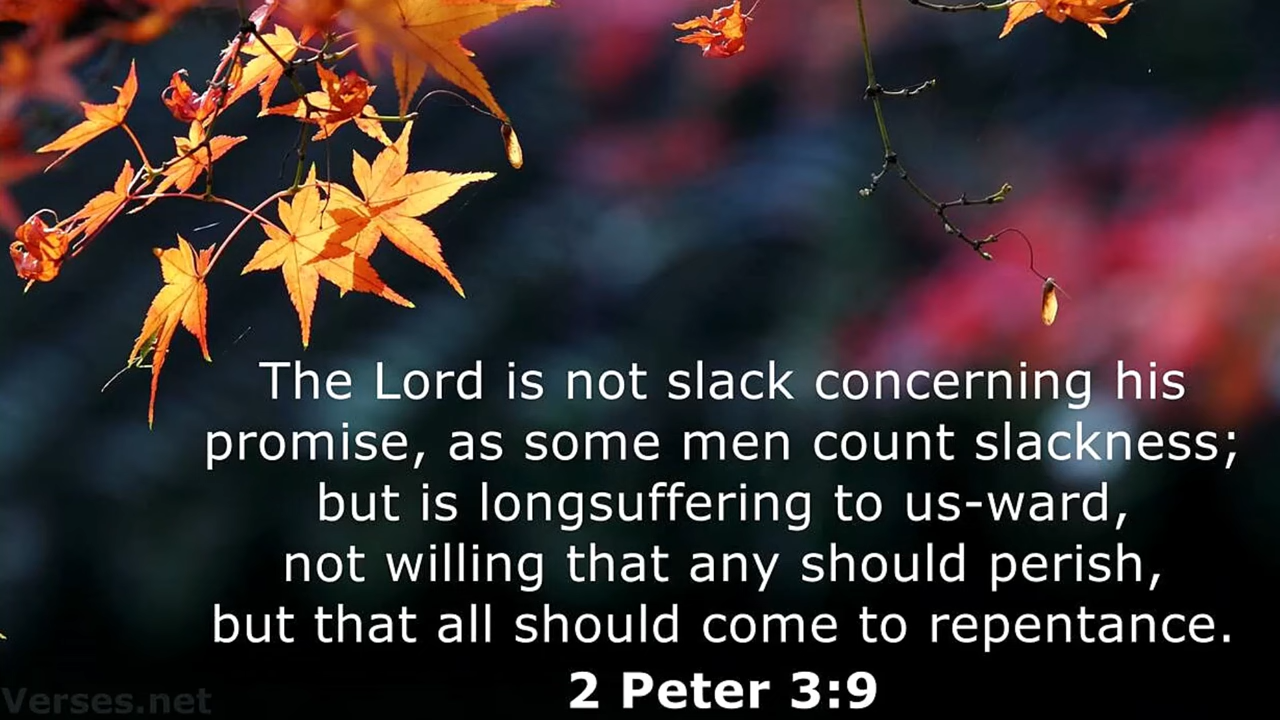 The Lord is not slack concerning his
promise, as some men count slackness;
but is longsuffering to us-ward,
not willing that any should perish,
but that all should come to repentance.
2 Peter 3:9
Verses.net